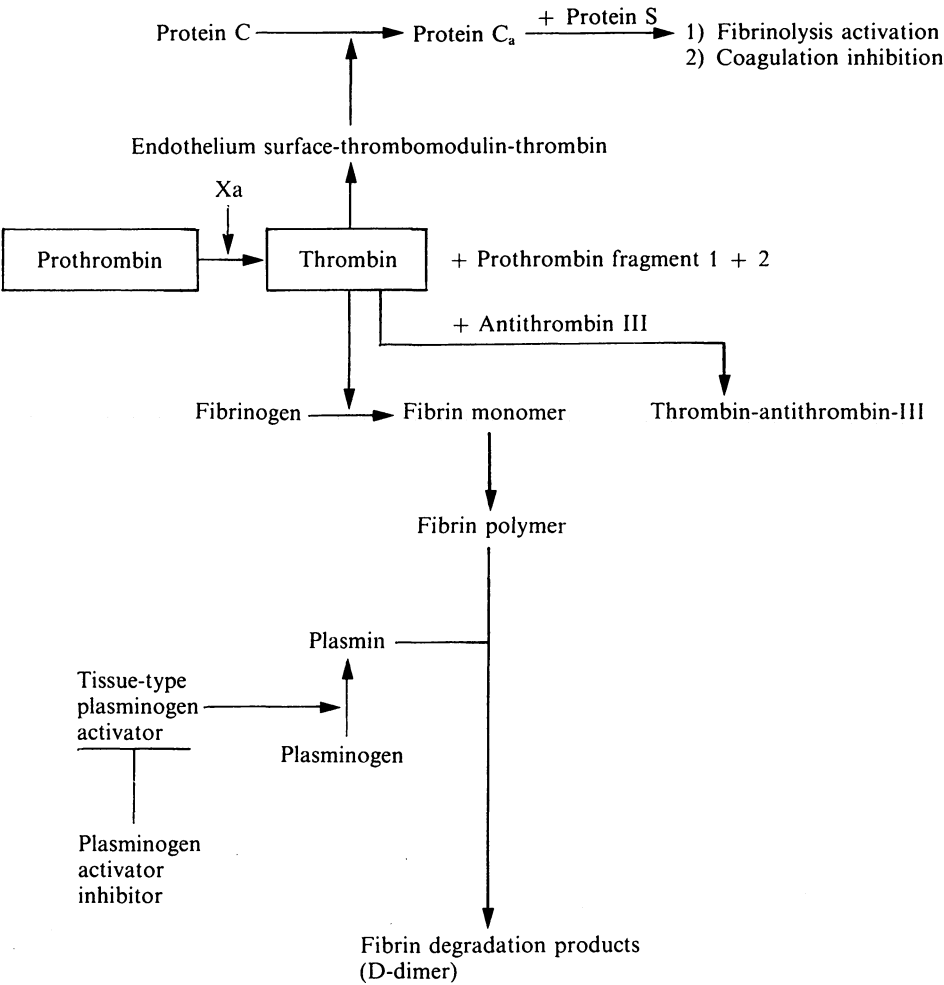 Protein C
Protein Ca
+ Protein S
1) Fibrinolysis activation
2) Coagulation inhibition
Endothelium surface-thrombomodulin-thrombin
Xa
Prothrombin
Thrombin
+ Prothrombin fragment 1 + 2
+ Antithrombin III
Fibrinogen
Fibrin monomer
Thrombin-antithrombin-III
Fibrin polymer
Plasmin
Tissue-type
plasminogen
activator
Plasminogen
Plasminogen
activator
inhibitor
Fibrin degradation products
(D-dimer)